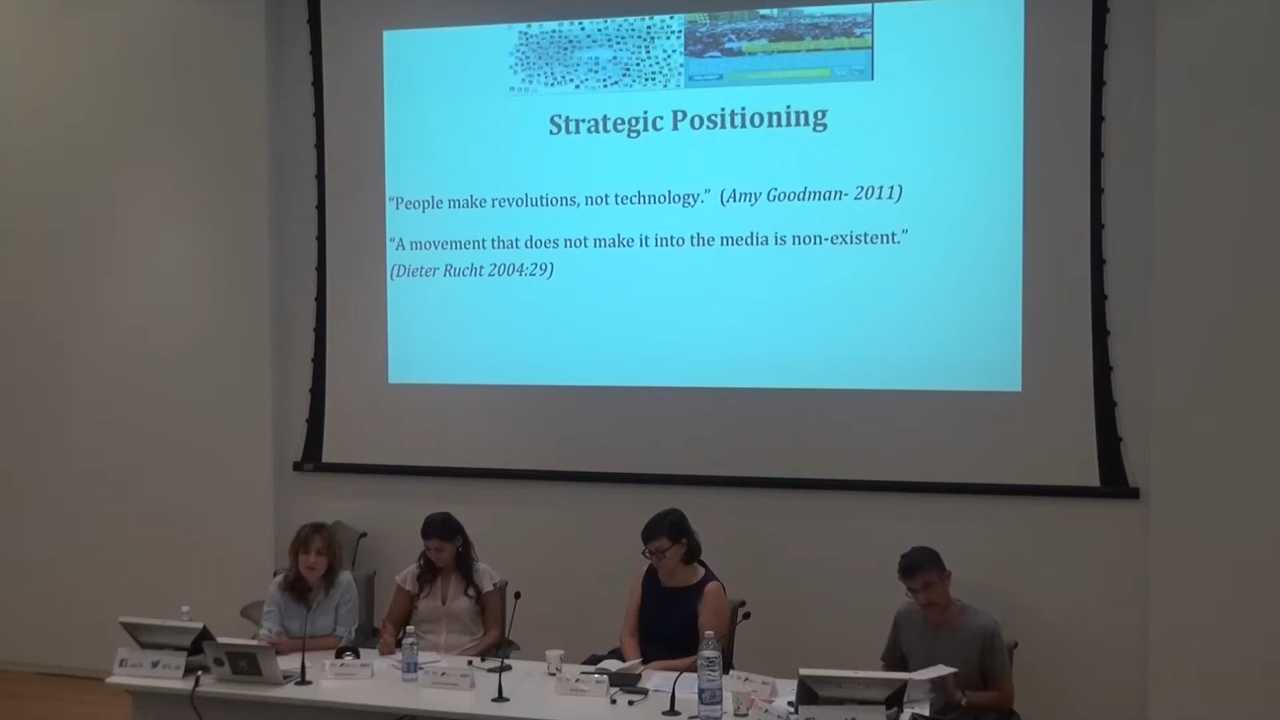 Strategic Positioning
“People make revolutions, not technology.” (Amy Goodman- 2011)
“A movement that does not make it into the media is non-existent.”
(Dieter Rucht 2004:29)